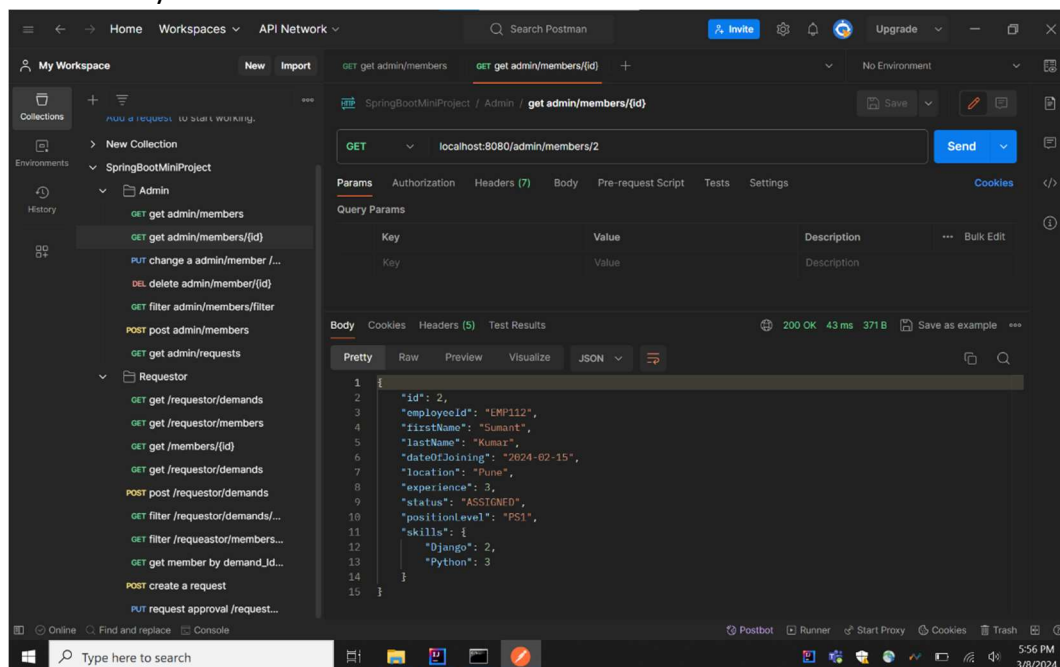 Home Workspaces API Network Search Postman Invite Upgrade
My Workspace New Import GET get admin/members GET get admin/members/{id} No Environment
Collections
Add a request to start working.
HTTP SpringBootMiniProject / Admin / get admin/members/{id} Save
New Collection
GET localhost:8080/admin/members/2 Send
Environments
SpringBootMiniProject
Admin
Params Authorization Headers (7) Body Pre-request Script Tests Settings Cookies
History
GET get admin/members
Query Params
GET get admin/members/{id}
Key Value Description Bulk Edit
PUT change a admin/member /...
Key Value Description
DEL delete admin/member/{id}
GET filter admin/members/filter
POST post admin/members
Body Cookies Headers (5) Test Results 200 OK 43 ms 371 B Save as example
GET get admin/requests
Pretty Raw Preview Visualize JSON
Requestor
GET get /requestor/demands
GET get /requestor/members
GET get /members/{id}
GET get /requestor/demands
POST post /requestor/demands
GET filter /requestor/demands/...
GET filter /requeastor/members...
GET get member by demand_Id...
POST create a request
PUT request approval /request...
1 {
2 "id": 2,
3 "employeeId": "EMP112",
4 "firstName": "Sumant",
5 "lastName": "Kumar",
6 "dateOfJoining": "2024-02-15",
7 "location": "Pune",
8 "experience": 3,
9 "status": "ASSIGNED",
10 "positionLevel": "PS1",
11 "skills": {
12 "Django": 2,
13 "Python": 3
14 }
15 }
Online Find and replace Console Postbot Runner Start Proxy Cookies Trash
Type here to search
5:56 PM